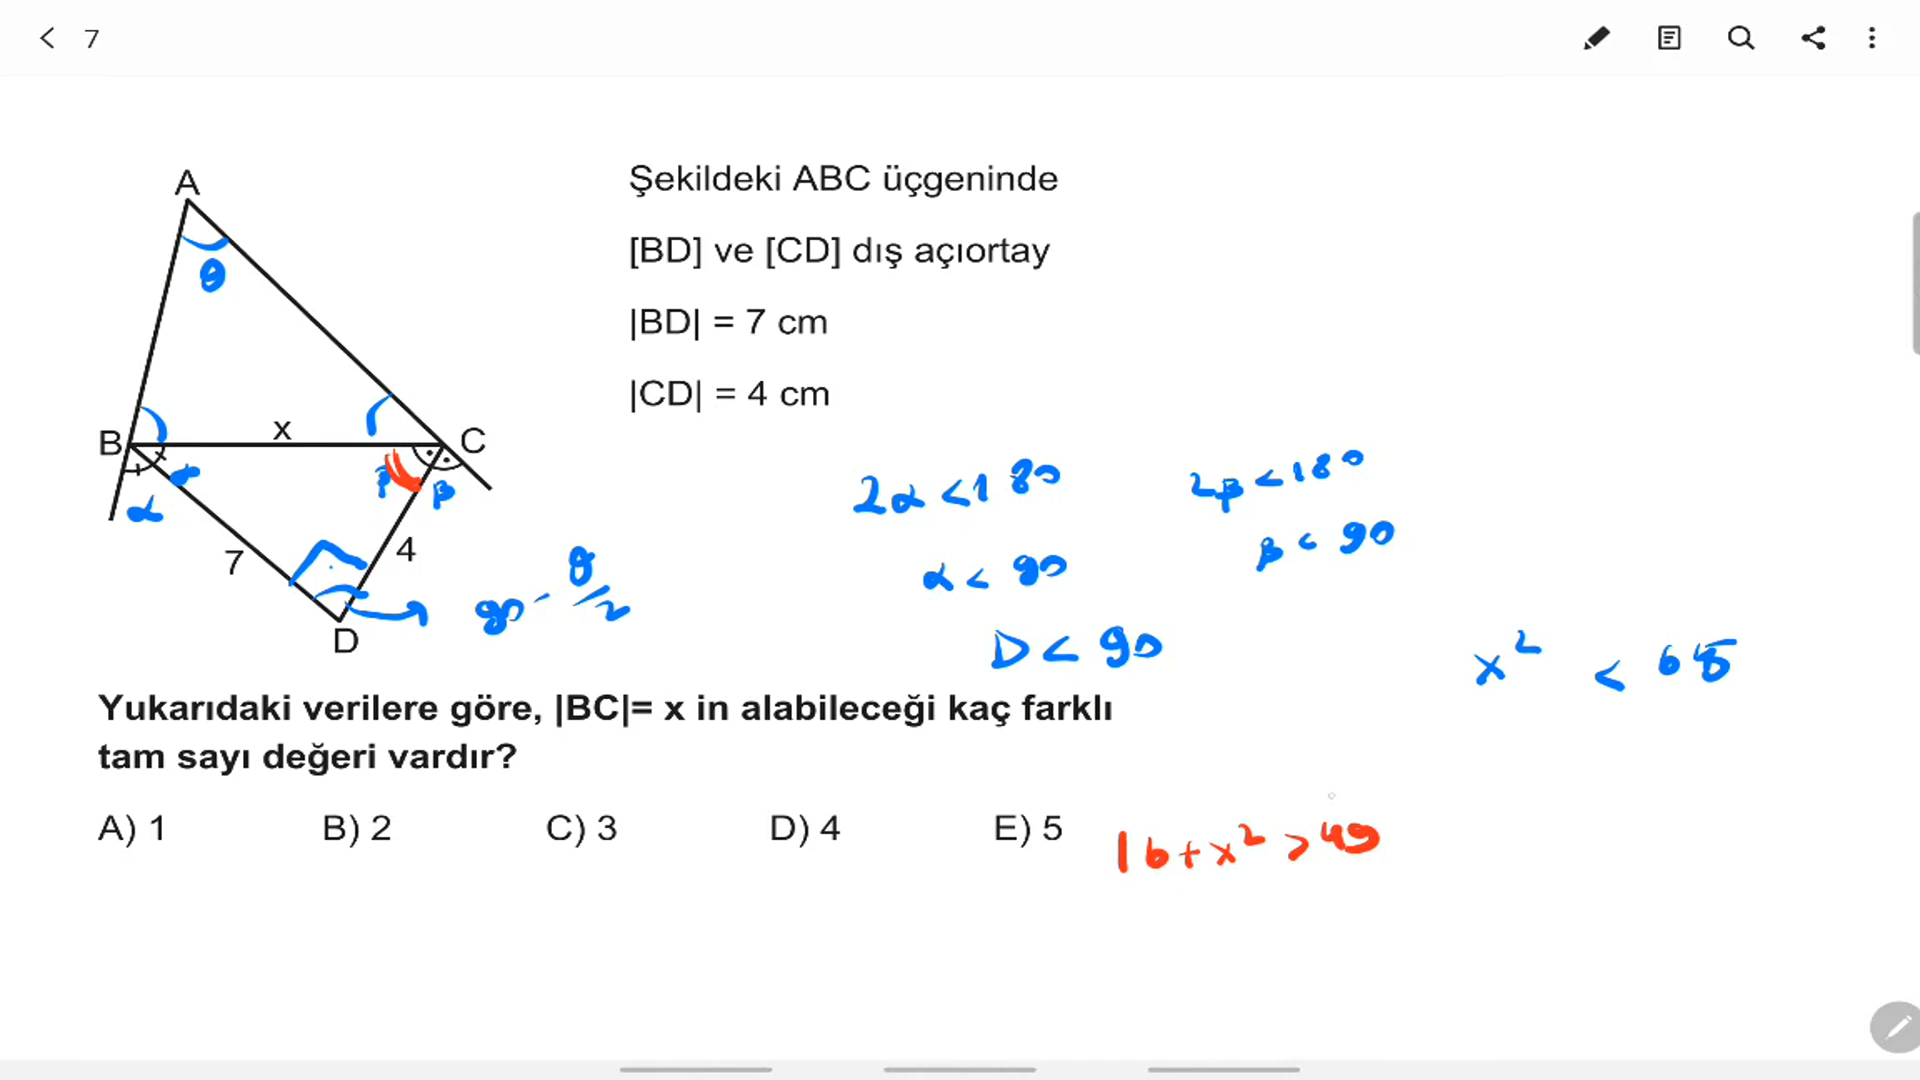 7
A
θ
Şekildeki ABC üçgeninde
[BD] ve [CD] dış açıortay
|BD| = 7 cm
|CD| = 4 cm
B
x
C
α
α
β
β
7
4
D
90 - θ/2
2α < 180
α < 90
D < 90
2β < 180
β < 90
x² < 65
Yukarıdaki verilere göre, |BC|= x in alabileceği kaç farklı
tam sayı değeri vardır?
A) 1 B) 2 C) 3 D) 4 E) 5
16 + x² > 49